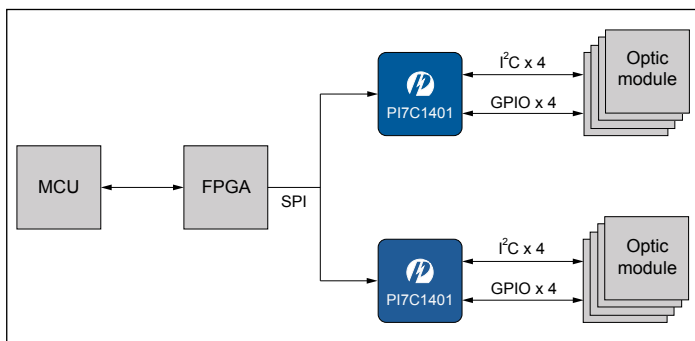 MCU
FPGA
SPI
PI7C1401
I²C x 4
GPIO x 4
Optic
module
PI7C1401
I²C x 4
GPIO x 4
Optic
module